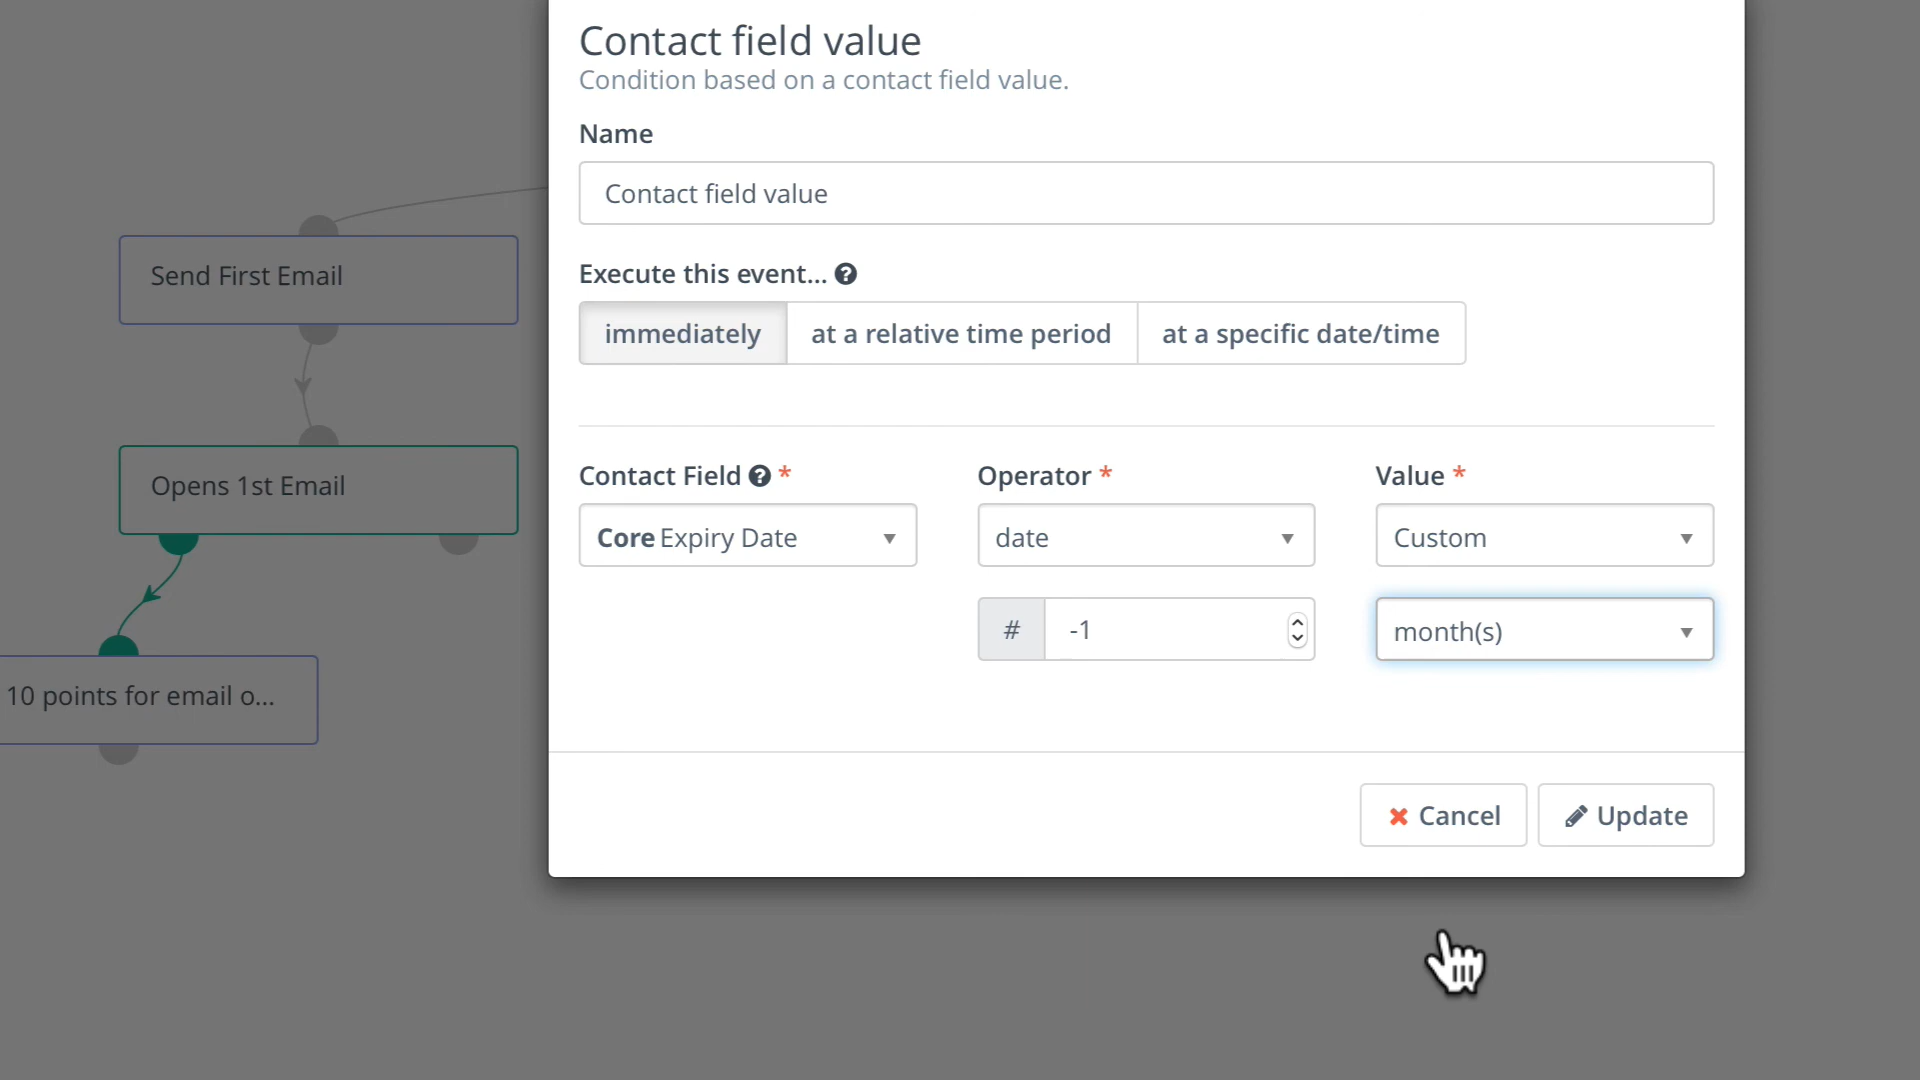 Contact field value
Condition based on a contact field value.
Name
Contact field value
Execute this event...
immediately
at a relative time period
at a specific date/time
Contact Field *
Operator *
Value *
Core Expiry Date
date
Custom
# -1
month(s)
Cancel
Update
Send First Email
Opens 1st Email
10 points for email o...